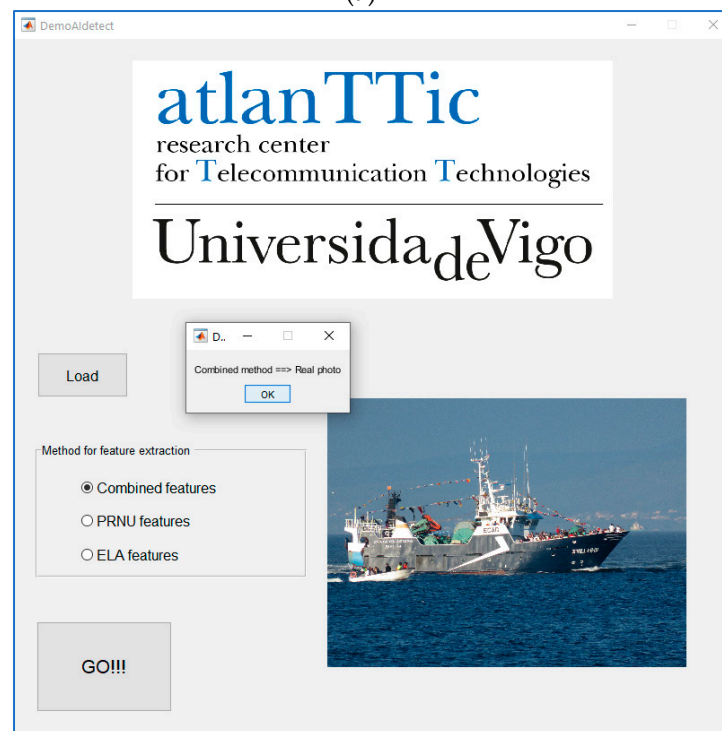 DemoAIdetect
atlanTTic
research center
for Telecommunication Technologies
UniversidadeVigo
D..
Combined method ==> Real photo
OK
Load
Method for feature extraction
Combined features
PRNU features
ELA features
GO!!!